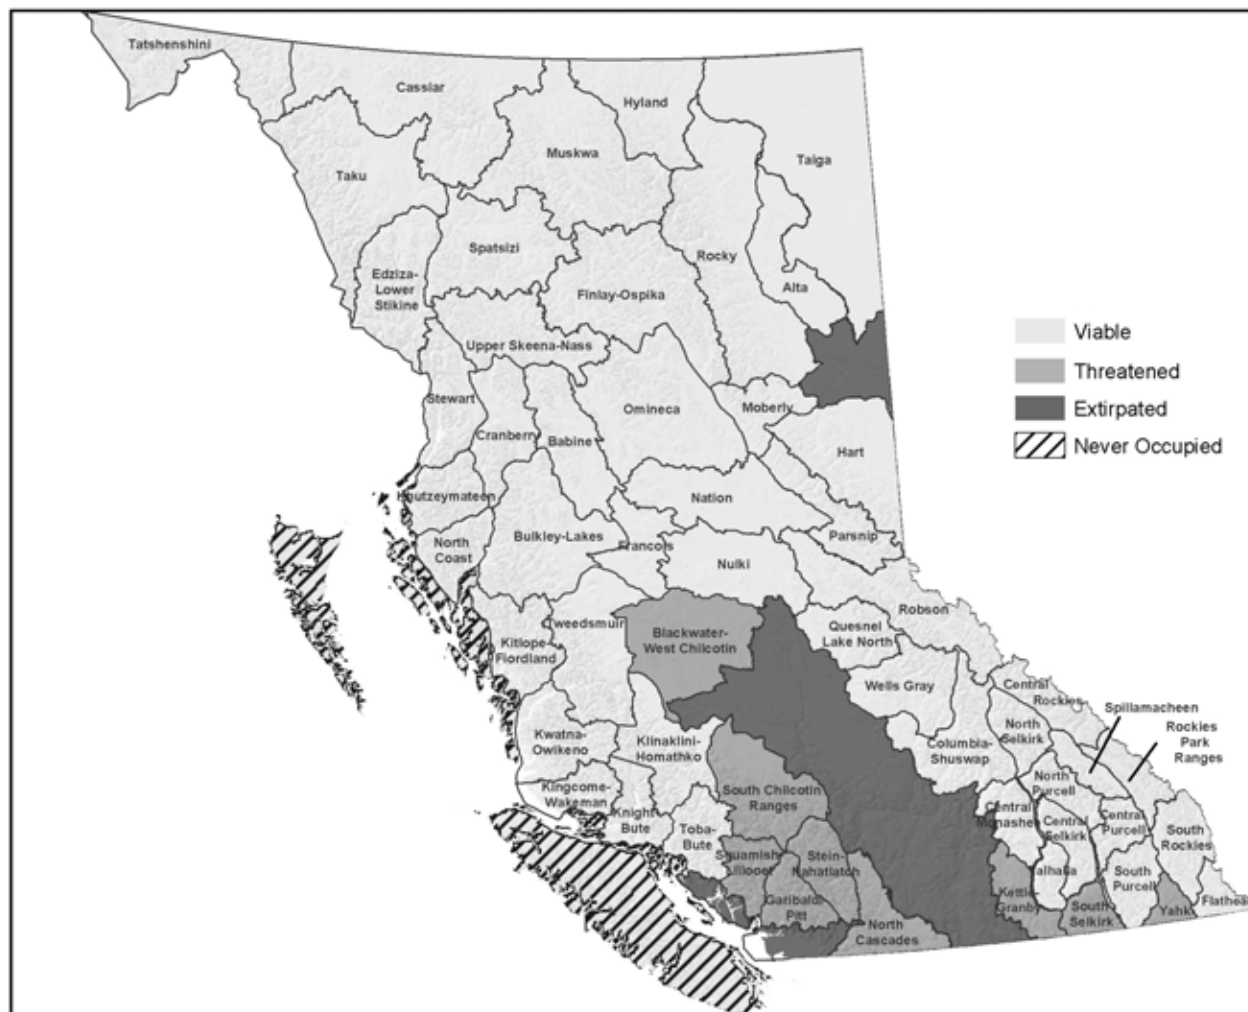 Tatshenshini
Cassiar
Hyland
Muskwa
Taiga
Taku
Spatsizi
Rocky
Edziza-
Lower
Stikine
Finlay-Ospika
Alta
Upper Skeena-Nass
Viable
Threatened
Extirpated
Never Occupied
Stewart
Omineca
Moberly
Cranberry
Babine
Hart
Khutzeymateen
Nation
Bulkley-Lakes
Parsnip
North
Coast
Francois
Nulki
Robson
Tweedsmuir
Blackwater-
West Chilcotin
Quesnel
Lake North
Kitlope-
Fiordland
Wells Gray
Central
Rockies
Spillamacheen
North
Selkirk
Rockies
Park
Ranges
Kwatna-
Owikeno
Klinaklini-
Homathko
Columbia-
Shuswap
North
Purcell
Kingcome-
Wakeman
South Chilcotin
Ranges
Knight-
Bute
Toba-
Bute
Central
Monashee
Central
Selkirk
Central
Purcell
South
Rockies
Squamish-
Lillooet
Stein-
Nahatlatch
Valhalla
South
Purcell
Garibaldi-
Pitt
Kettle-
Granby
South
Selkirk
Yahk
Flathead
North
Cascades